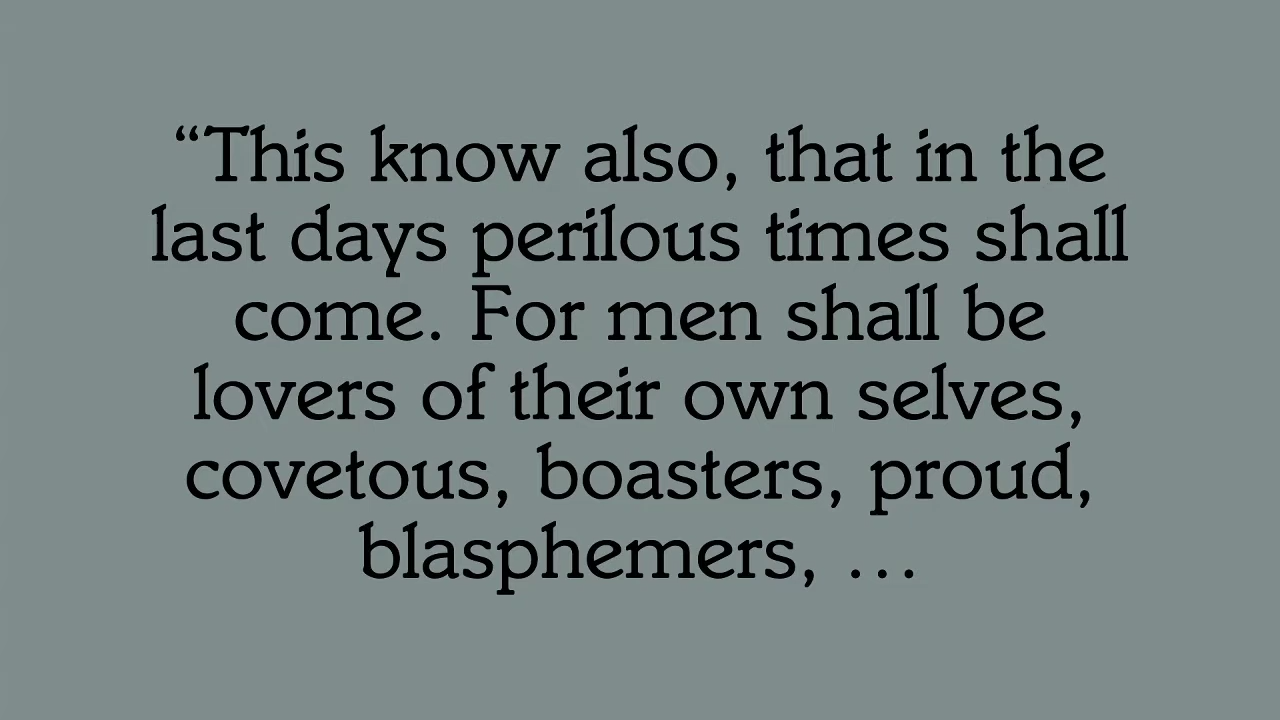 “This know also, that in the
last days perilous times shall
come. For men shall be
lovers of their own selves,
covetous, boasters, proud,
blasphemers, …